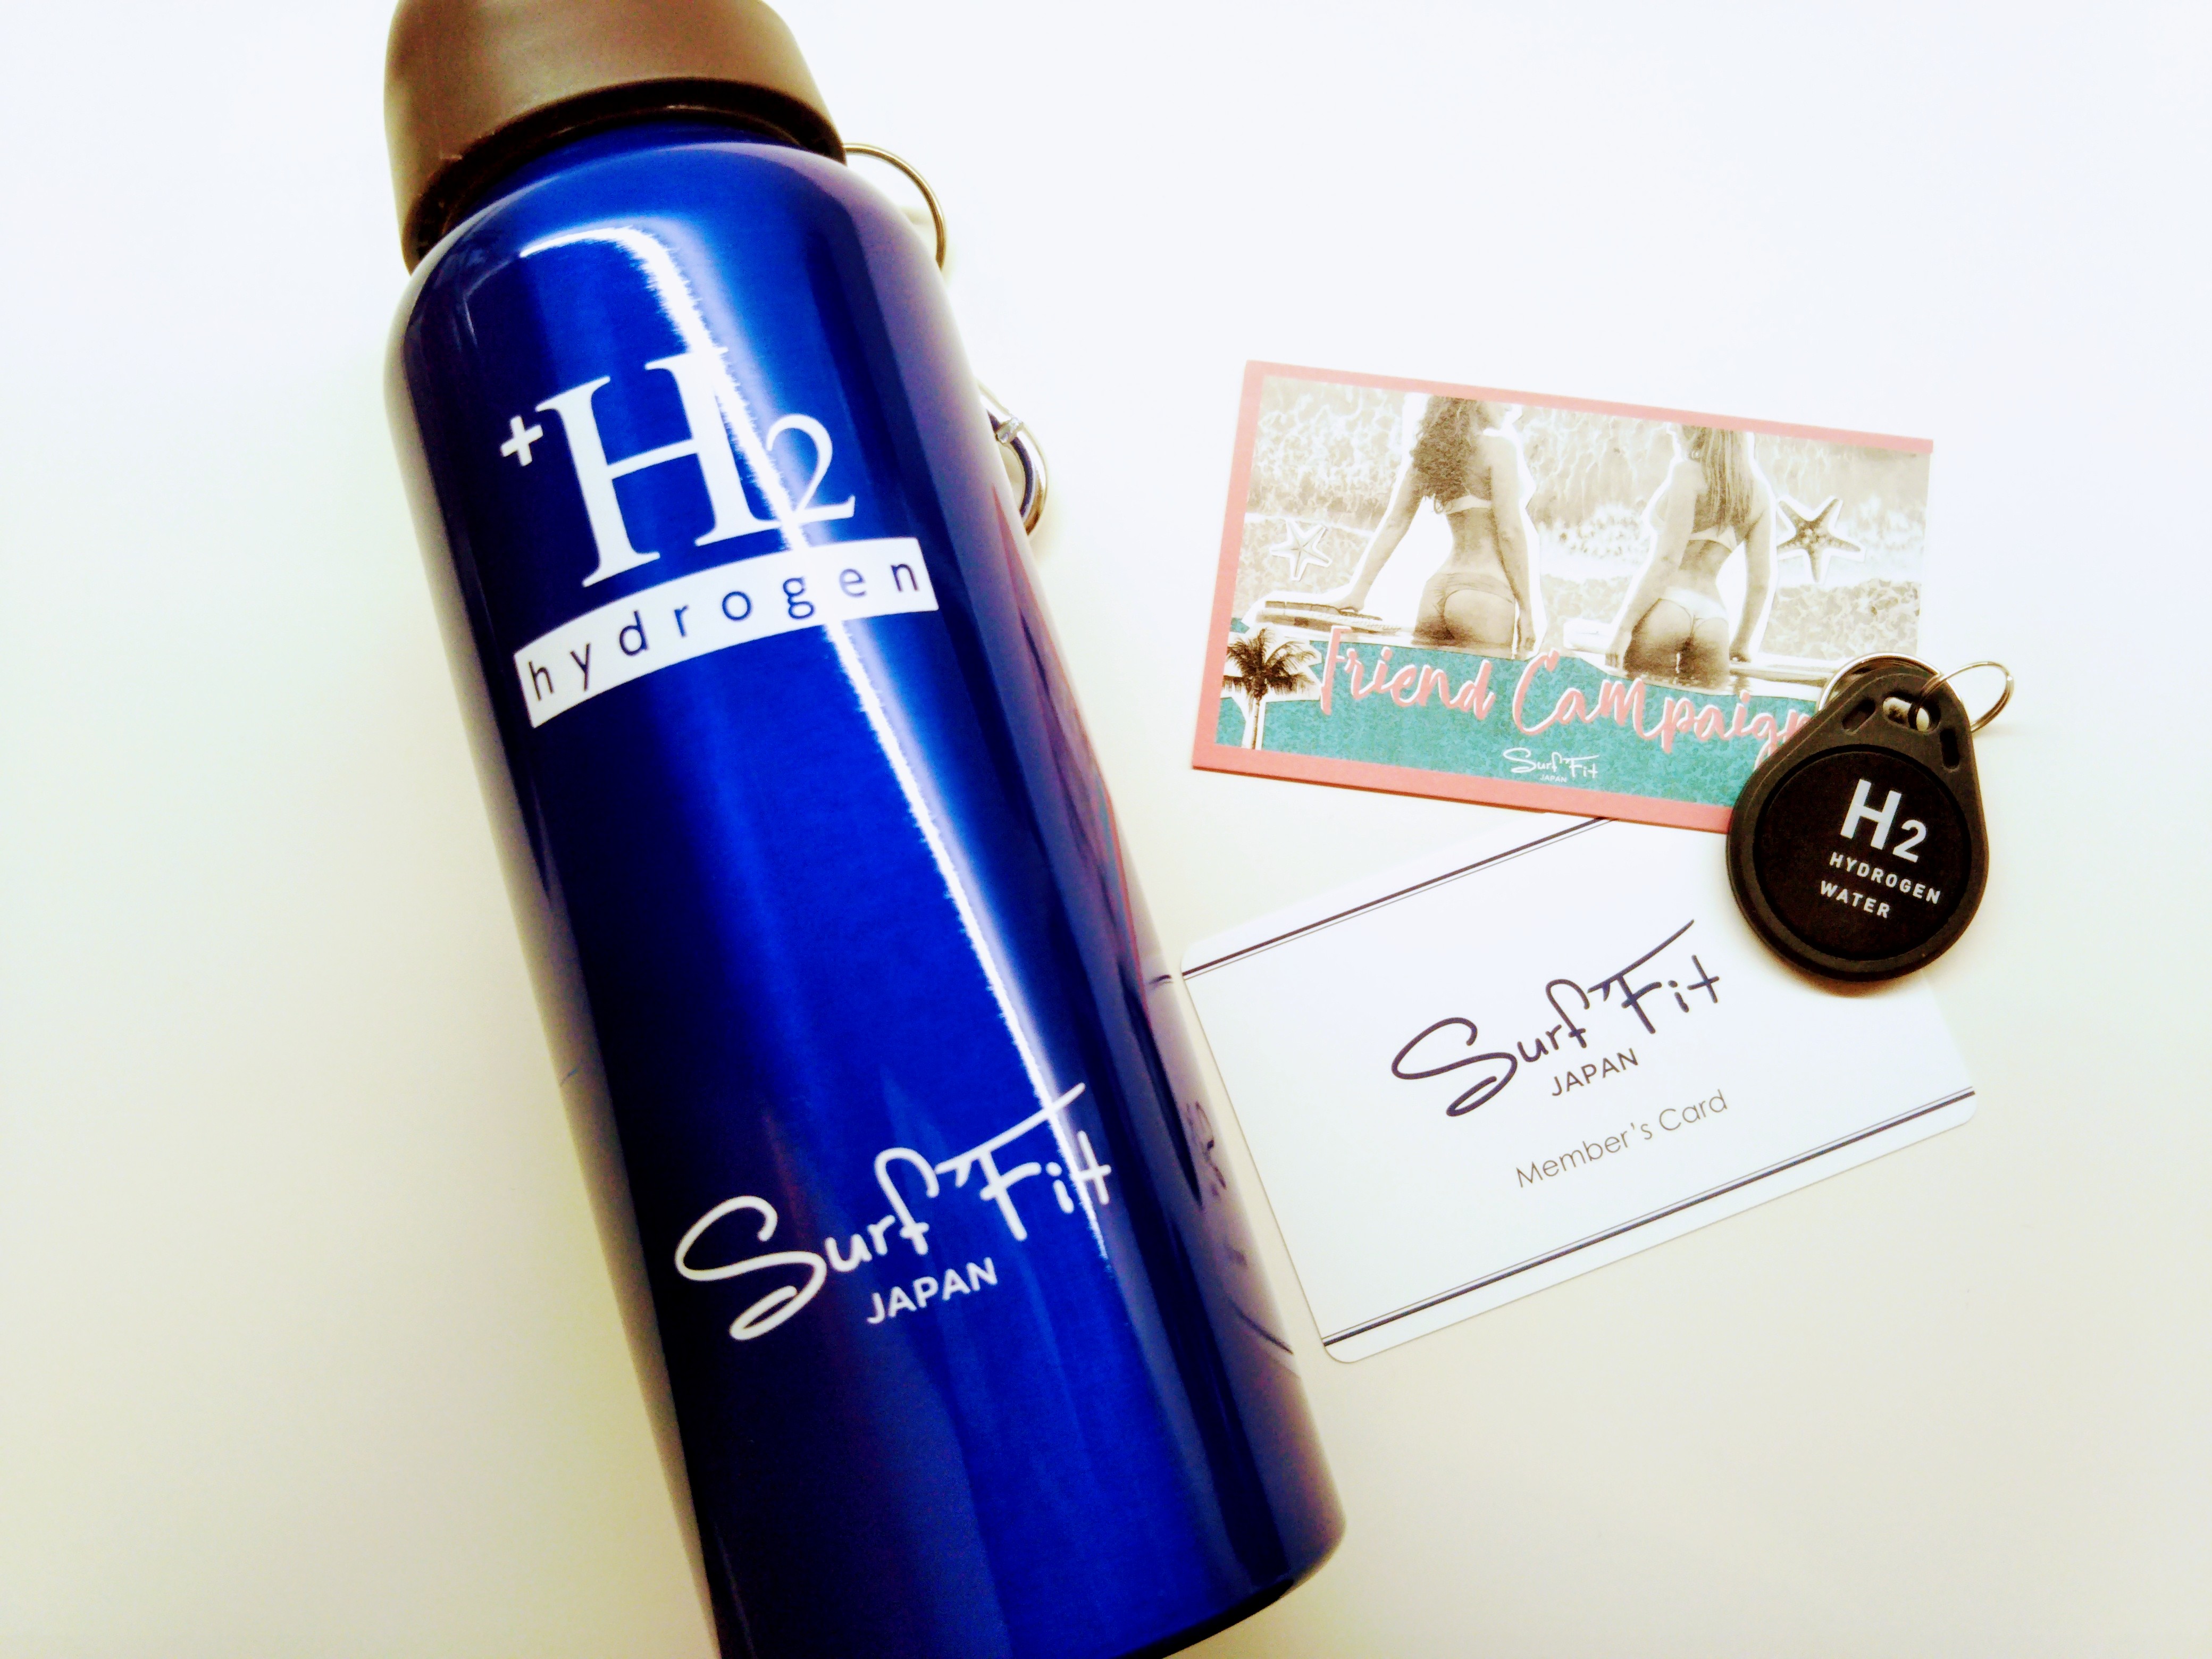 +H2
hydrogen
Surf Fit
JAPAN
Friend Campaign
Surf Fit
JAPAN
H2
HYDROGEN
WATER
Surf Fit
JAPAN
Member's Card